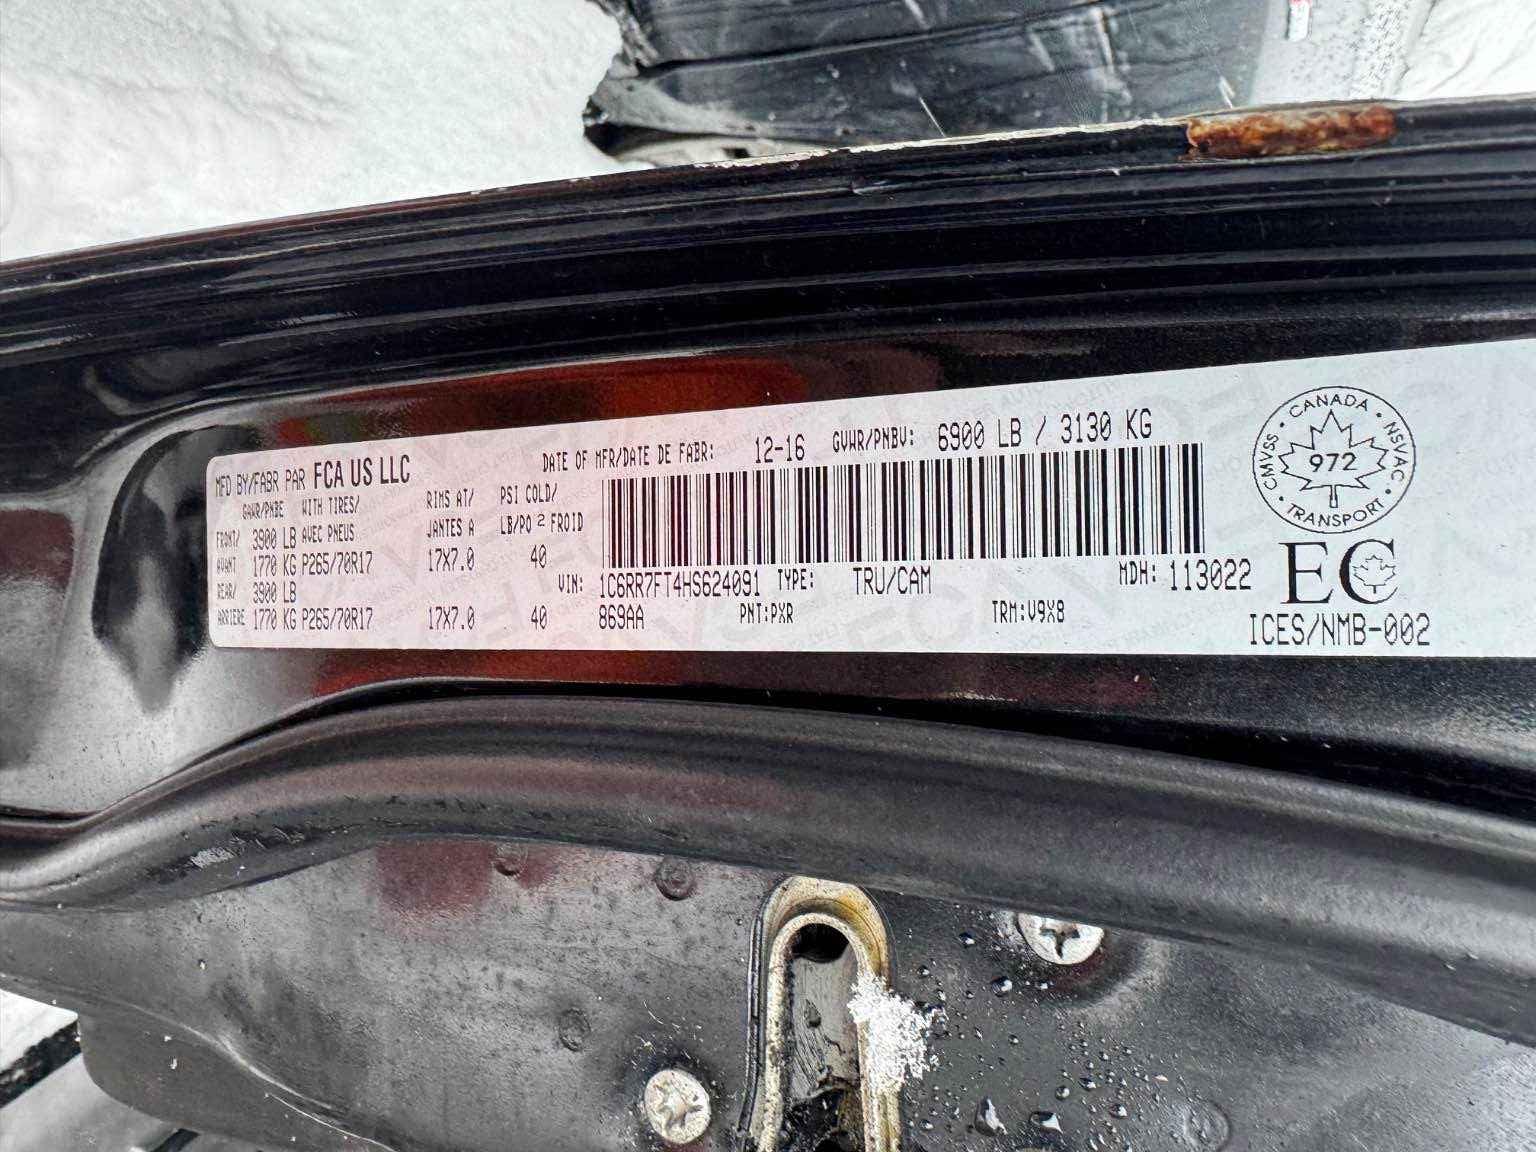 MFD BY/FABR PAR FCA US LLC
DATE OF MFR/DATE DE FABR: 12-16 GVWR/PNBV: 6900 LB / 3130 KG
GAWR/PNBE WITH TIRES/ RIMS AT/ PSI COLD/
FRONT/ 3900 LB AVEC PNEUS JANTES A LB/PO 2 FROID
AVANT 1770 KG P265/70R17 17X7.0 40
REAR/ 3900 LB
ARRIERE 1770 KG P265/70R17 17X7.0 40
VIN: 1C6RR7FT4HS624091 TYPE: TRU/CAM MDH: 113022
869AA PNT:PXR TRM:V9X8
CANADA
CMVSS 972 NSVAC
TRANSPORT
EC
ICES/NMB-002